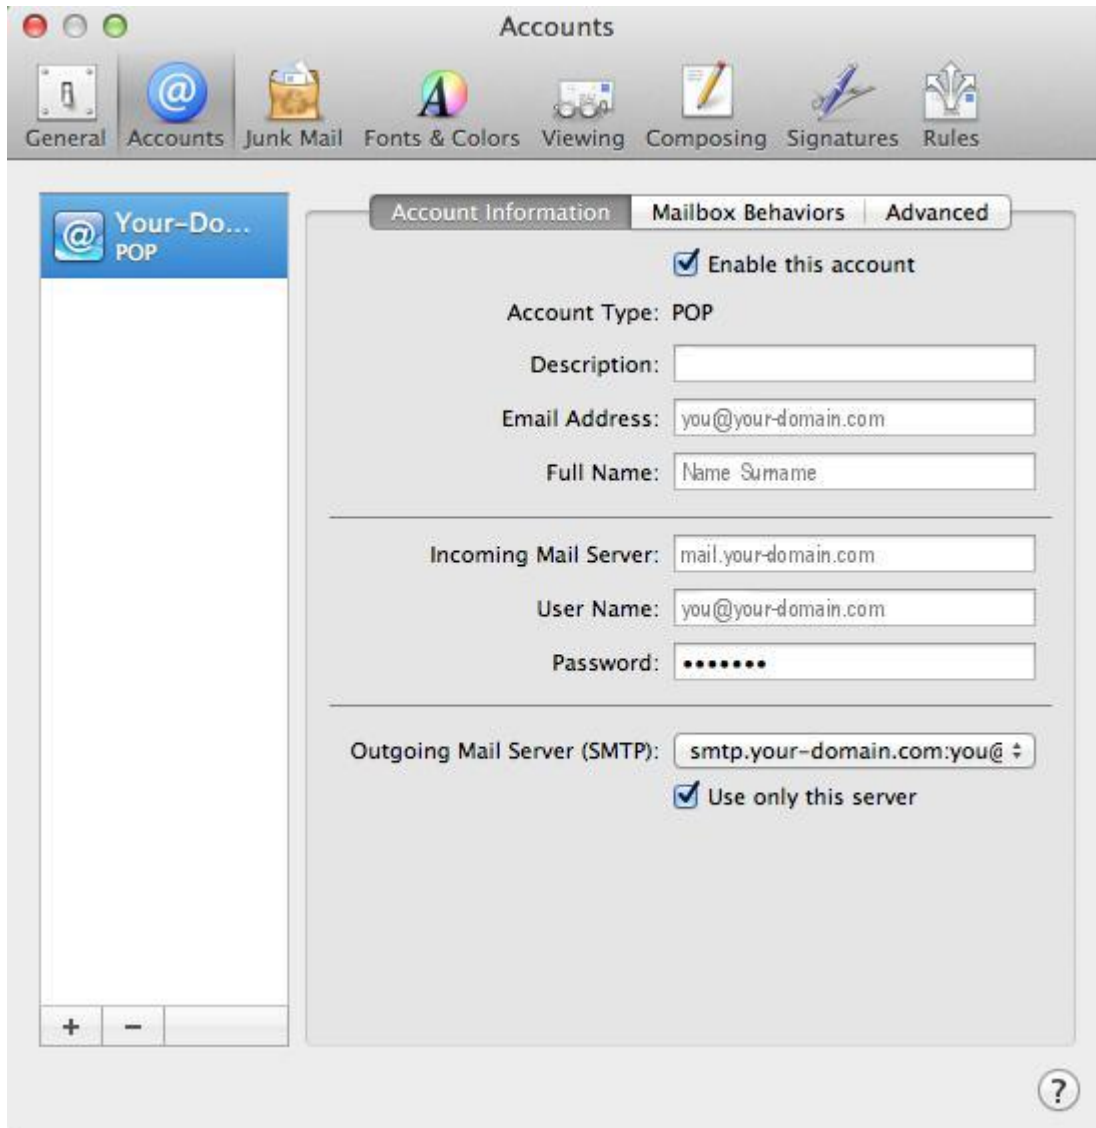 Accounts
General Accounts Junk Mail Fonts & Colors Viewing Composing Signatures Rules
Your-Do...
POP
Account Information Mailbox Behaviors Advanced
Enable this account
Account Type: POP
Description:
Email Address: you@your-domain.com
Full Name: Name Surname
Incoming Mail Server: mail.your-domain.com
User Name: you@your-domain.com
Password: •••••••
Outgoing Mail Server (SMTP): smtp.your-domain.com:you@
Use only this server
+ −
?